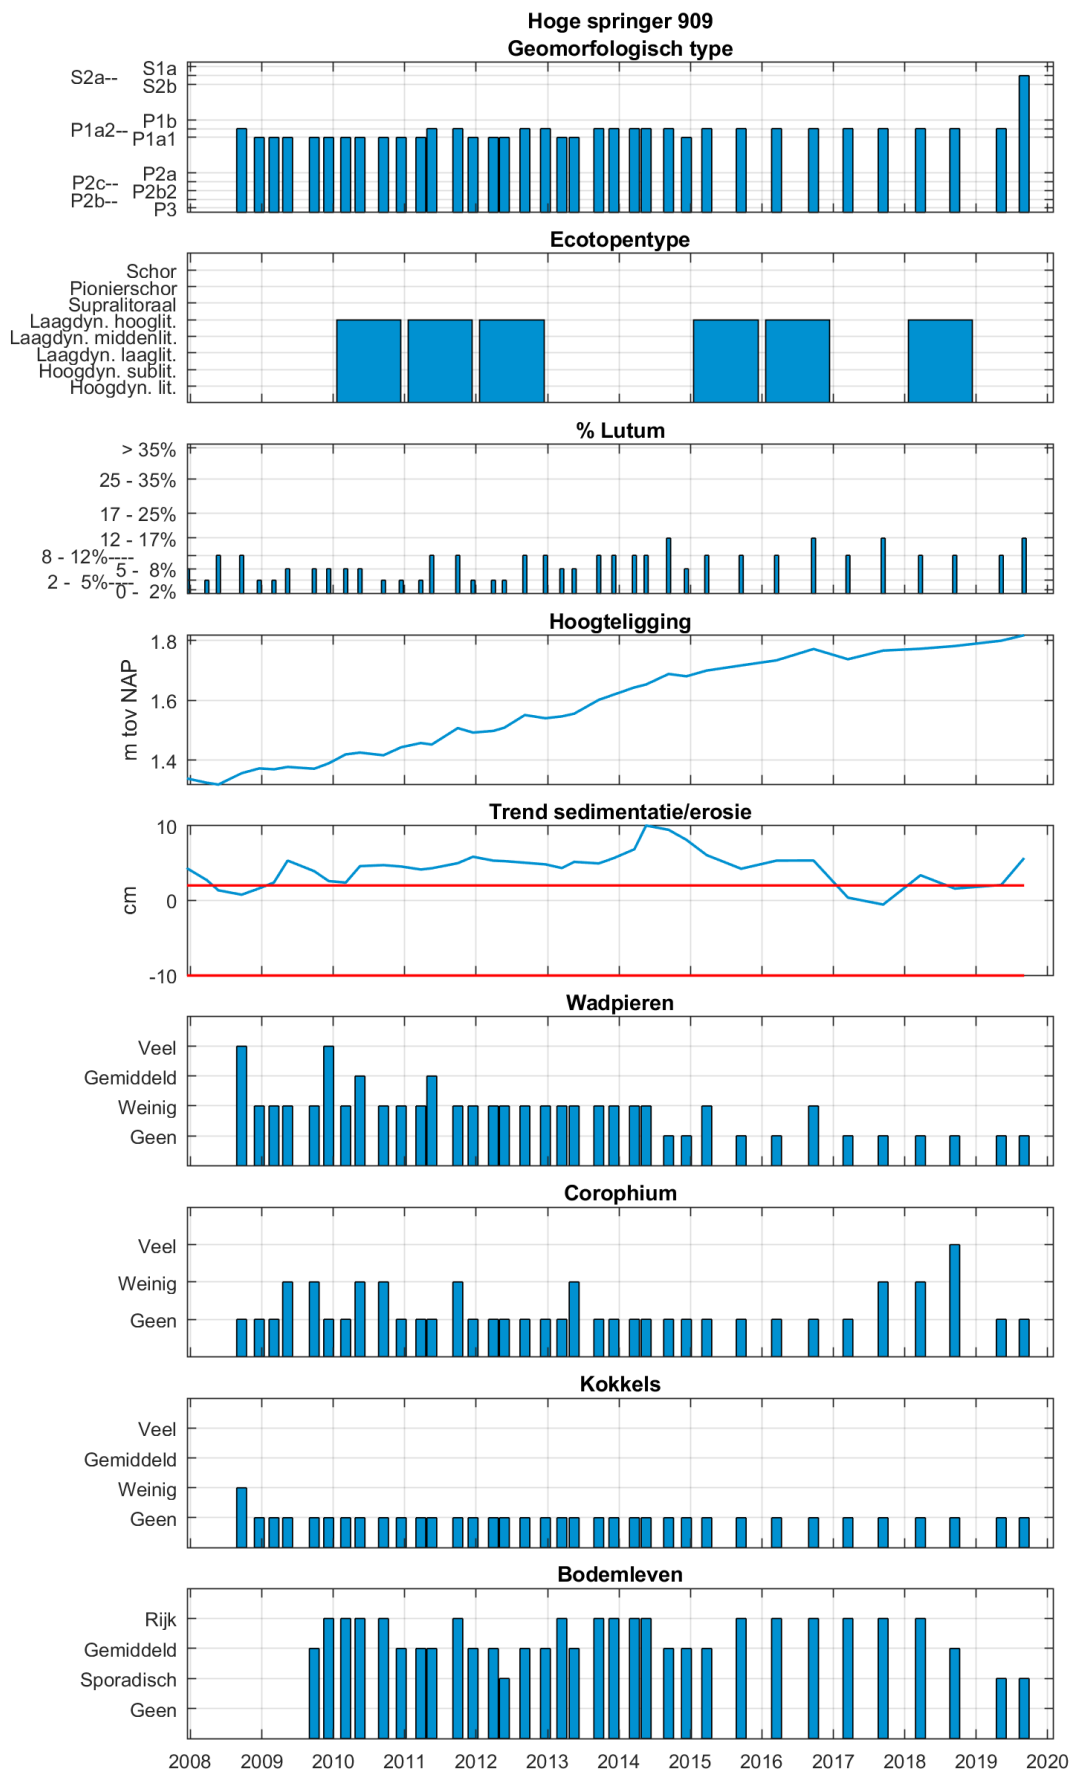 Hoge springer 909
Geomorfologisch type
S1a
S2a--
S2b
P1b
P1a2--
P1a1
P2a
P2c--
P2b2
P2b--
P3
Ecotopentype
Schor
Pionierschor
Supralitoraal
Laagdyn. hooglit.
Laagdyn. middenlit.
Laagdyn. laaglit.
Hoogdyn. sublit.
Hoogdyn. lit.
% Lutum
> 35%
25 - 35%
17 - 25%
12 - 17%
8 - 12%----
5 - 8%
2 - 5%----
0 - 2%
Hoogteligging
m tov NAP
1.8
1.6
1.4
Trend sedimentatie/erosie
cm
10
0
-10
Wadpieren
Veel
Gemiddeld
Weinig
Geen
Corophium
Veel
Weinig
Geen
Kokkels
Veel
Gemiddeld
Weinig
Geen
Bodemleven
Rijk
Gemiddeld
Sporadisch
Geen
2008 2009 2010 2011 2012 2013 2014 2015 2016 2017 2018 2019 2020